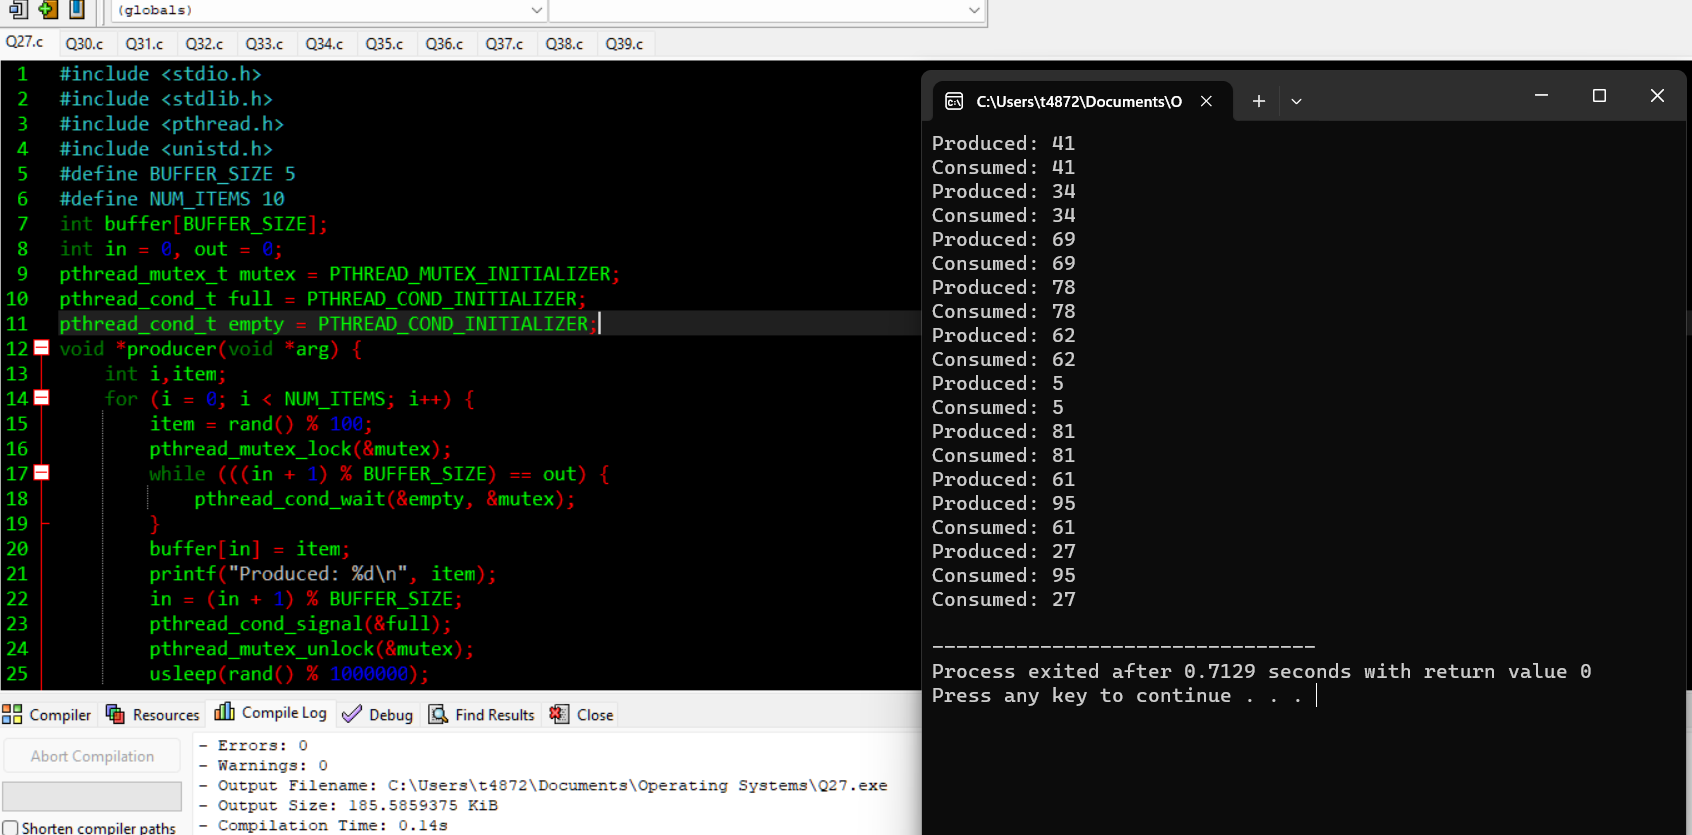 (globals)
Q27.c Q30.c Q31.c Q32.c Q33.c Q34.c Q35.c Q36.c Q37.c Q38.c Q39.c
1 #include <stdio.h>
2 #include <stdlib.h>
3 #include <pthread.h>
4 #include <unistd.h>
5 #define BUFFER_SIZE 5
6 #define NUM_ITEMS 10
7 int buffer[BUFFER_SIZE];
8 int in = 0, out = 0;
9 pthread_mutex_t mutex = PTHREAD_MUTEX_INITIALIZER;
10 pthread_cond_t full = PTHREAD_COND_INITIALIZER;
11 pthread_cond_t empty = PTHREAD_COND_INITIALIZER;
12 void *producer(void *arg) {
13 int i,item;
14 for (i = 0; i < NUM_ITEMS; i++) {
15 item = rand() % 100;
16 pthread_mutex_lock(&mutex);
17 while (((in + 1) % BUFFER_SIZE) == out) {
18 pthread_cond_wait(&empty, &mutex);
19 }
20 buffer[in] = item;
21 printf("Produced: %d\n", item);
22 in = (in + 1) % BUFFER_SIZE;
23 pthread_cond_signal(&full);
24 pthread_mutex_unlock(&mutex);
25 usleep(rand() % 1000000);
C:\Users\t4872\Documents\O
Produced: 41
Consumed: 41
Produced: 34
Consumed: 34
Produced: 69
Consumed: 69
Produced: 78
Consumed: 78
Produced: 62
Consumed: 62
Produced: 5
Consumed: 5
Produced: 81
Consumed: 81
Produced: 61
Produced: 95
Consumed: 61
Produced: 27
Consumed: 95
Consumed: 27
--------------------------------
Process exited after 0.7129 seconds with return value 0
Press any key to continue . . .
Compiler Resources Compile Log Debug Find Results Close
Abort Compilation
Shorten compiler paths
- Errors: 0
- Warnings: 0
- Output Filename: C:\Users\t4872\Documents\Operating Systems\Q27.exe
- Output Size: 185.5859375 KiB
- Compilation Time: 0.14s